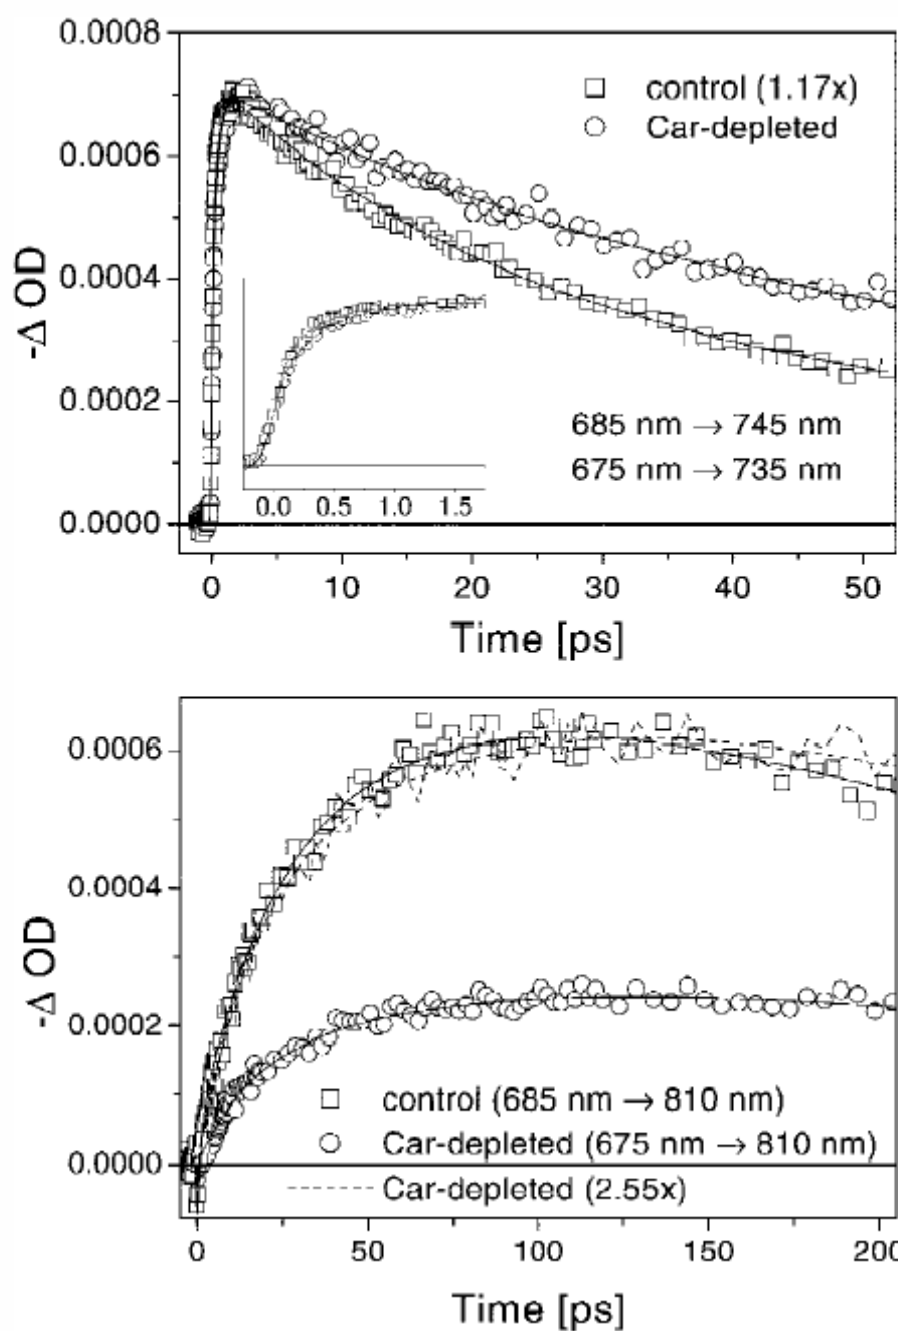 0.0008
control (1.17x)
Car-depleted
0.0006
0.0004
-Δ OD
0.0002
685 nm → 745 nm
675 nm → 735 nm
0.0 0.5 1.0 1.5
0.0000
0 10 20 30 40 50
Time [ps]
0.0006
0.0004
-Δ OD
0.0002
control (685 nm → 810 nm)
Car-depleted (675 nm → 810 nm)
0.0000
Car-depleted (2.55x)
0 50 100 150 200
Time [ps]